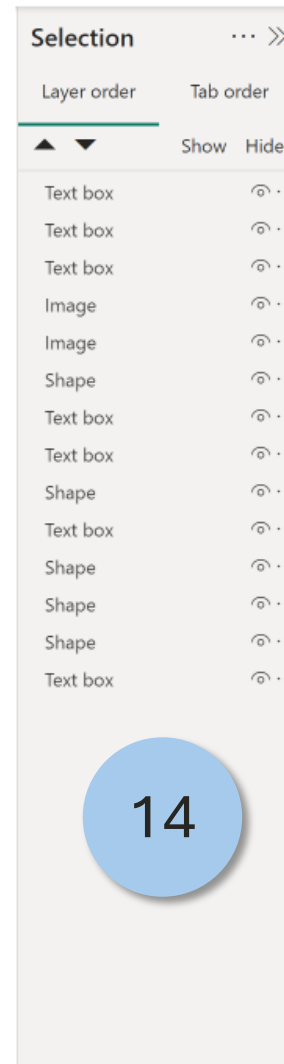 Selection ... »
Layer order Tab order
Show Hide
Text box
Text box
Text box
Image
Image
Shape
Text box
Text box
Shape
Text box
Shape
Shape
Shape
Text box
14